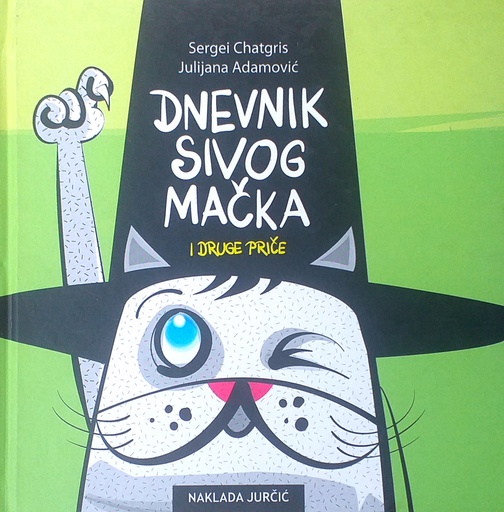 Sergei Chatgris
Julijana Adamović
DNEVNIK
SIVOG
MAČKA
I DRUGE PRIČE
NAKLADA JURČIĆ